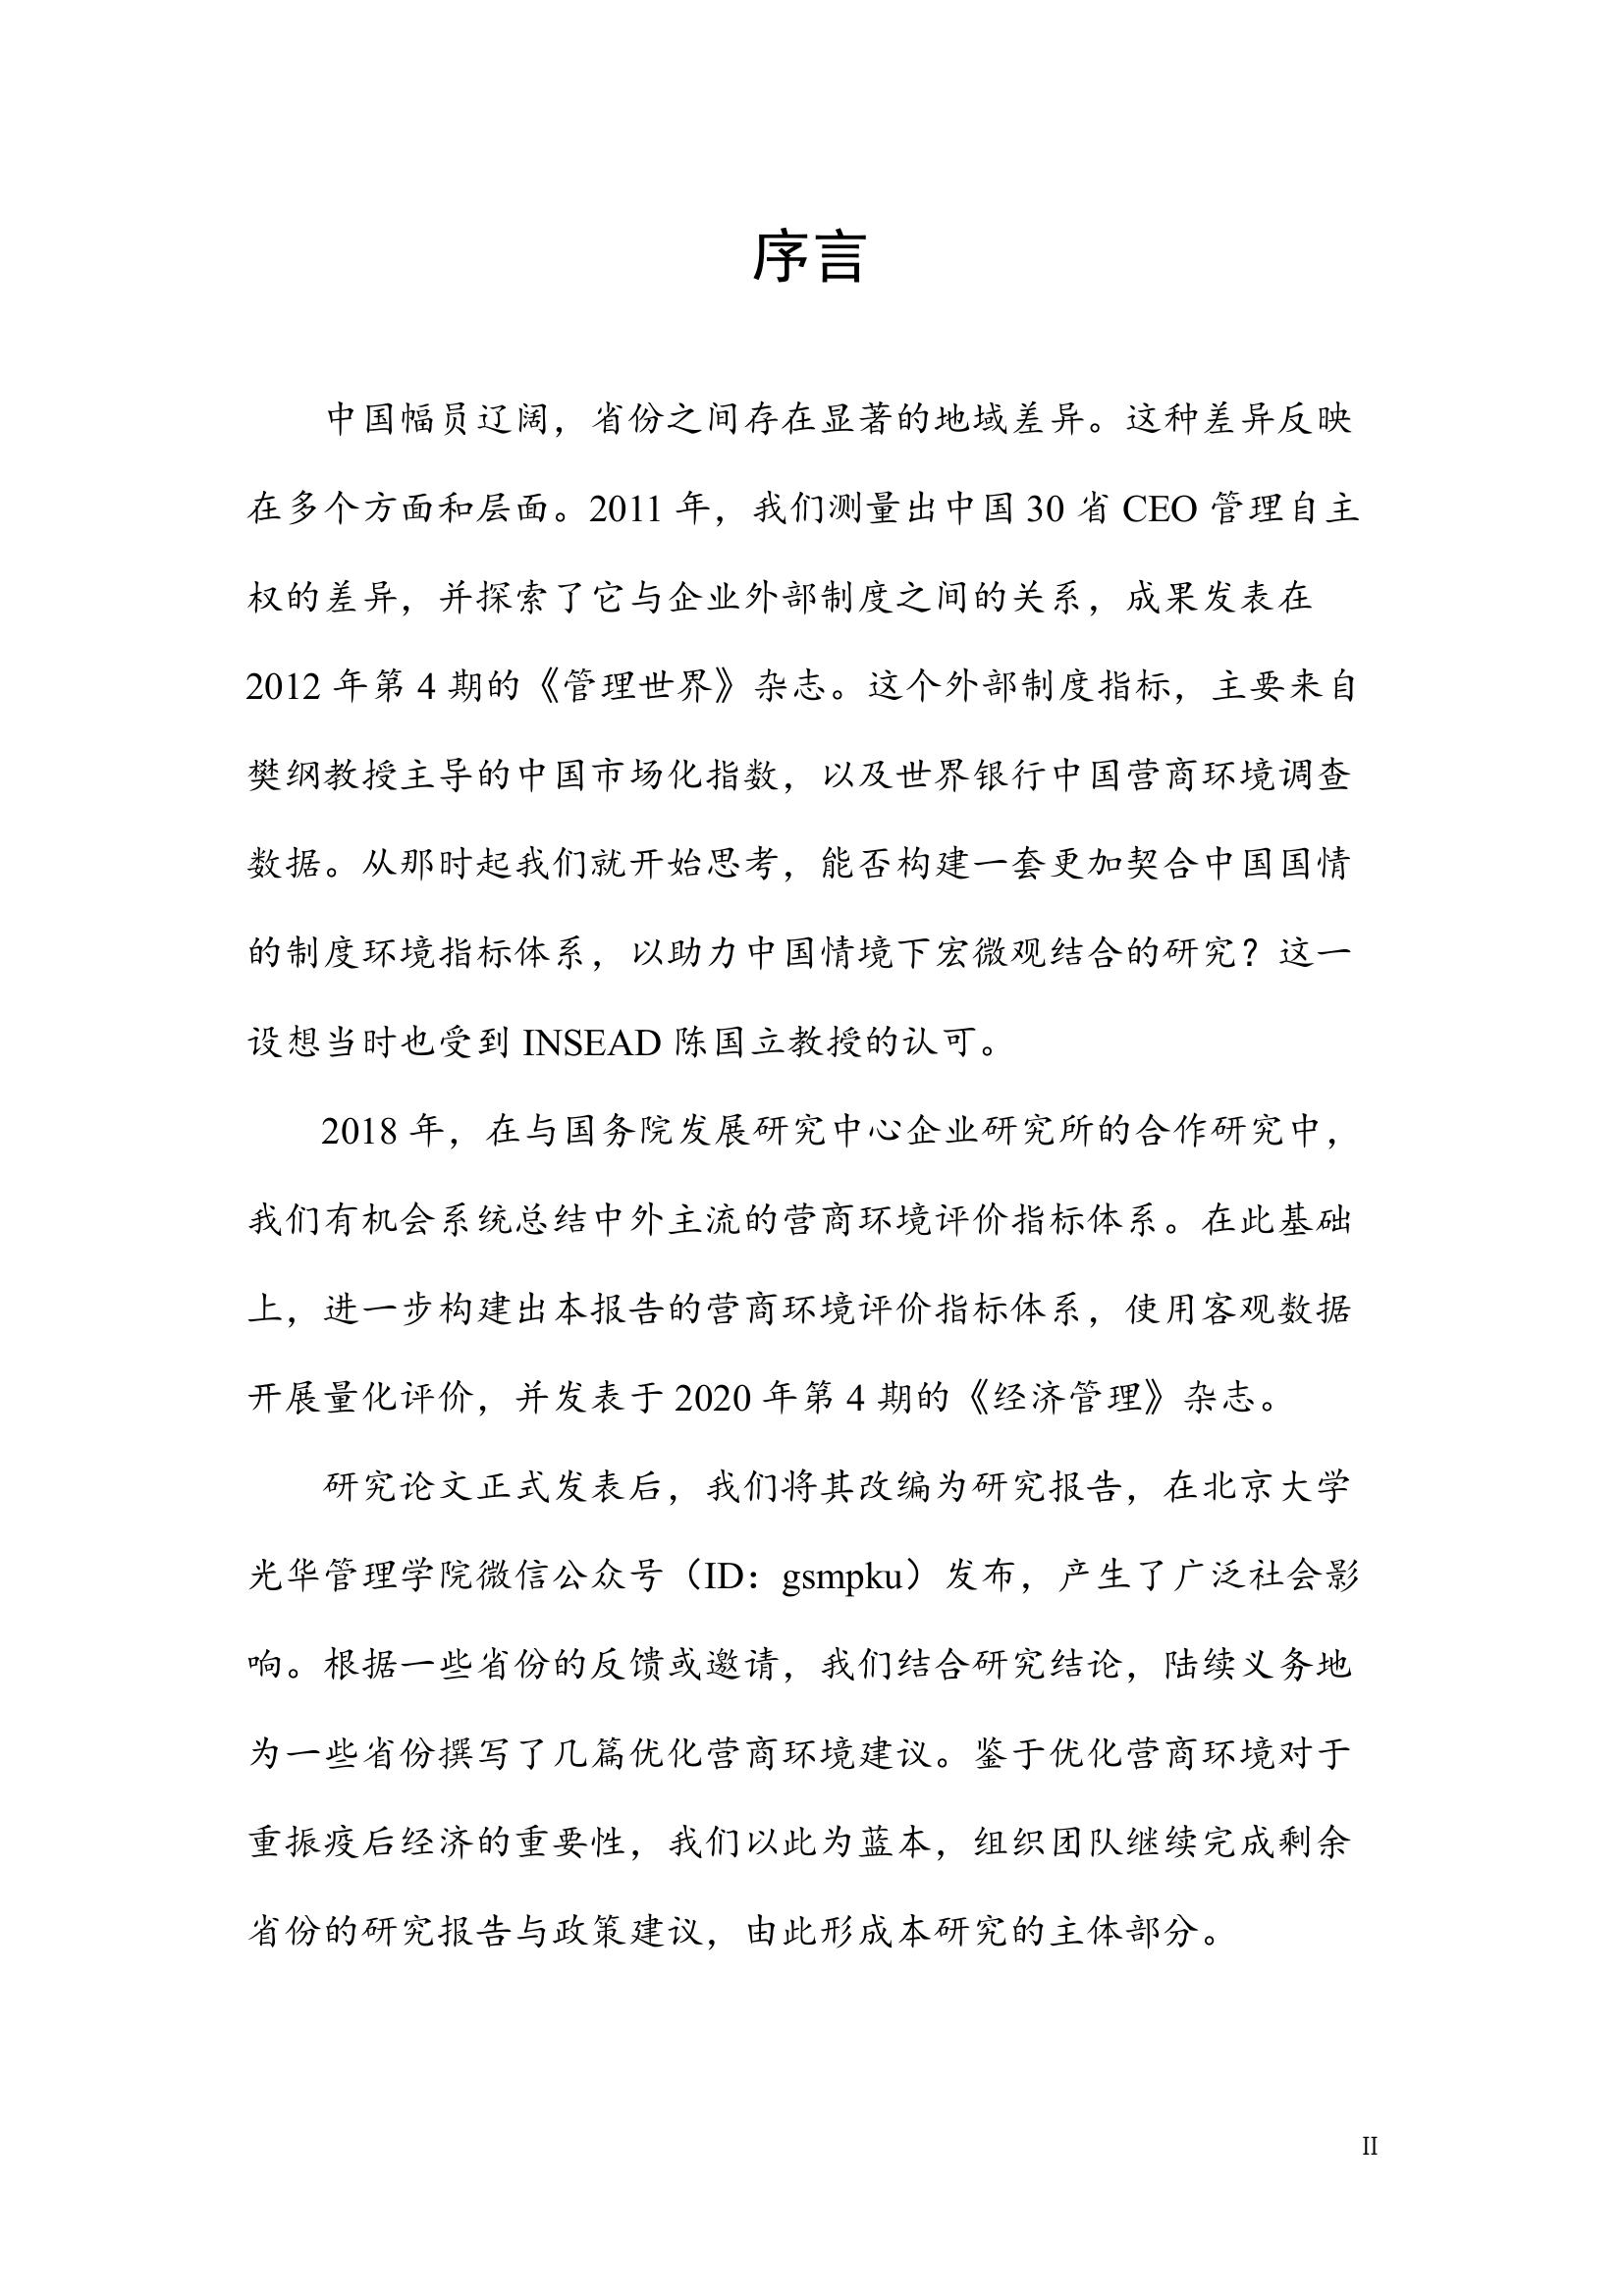 序言
中国幅员辽阔，省份之间存在显著的地域差异。这种差异反映
在多个方面和层面。2011 年，我们测量出中国 30 省 CEO 管理自主
权的差异，并探索了它与企业外部制度之间的关系，成果发表在
2012 年第 4 期的《管理世界》杂志。这个外部制度指标，主要来自
樊纲教授主导的中国市场化指数，以及世界银行中国营商环境调查
数据。从那时起我们就开始思考，能否构建一套更加契合中国国情
的制度环境指标体系，以助力中国情境下宏微观结合的研究？这一
设想当时也受到 INSEAD 陈国立教授的认可。
2018 年，在与国务院发展研究中心企业研究所的合作研究中，
我们有机会系统总结中外主流的营商环境评价指标体系。在此基础
上，进一步构建出本报告的营商环境评价指标体系，使用客观数据
开展量化评价，并发表于 2020 年第 4 期的《经济管理》杂志。
研究论文正式发表后，我们将其改编为研究报告，在北京大学
光华管理学院微信公众号（ID：gsmpku）发布，产生了广泛社会影
响。根据一些省份的反馈或邀请，我们结合研究结论，陆续义务地
为一些省份撰写了几篇优化营商环境建议。鉴于优化营商环境对于
重振疫后经济的重要性，我们以此为蓝本，组织团队继续完成剩余
省份的研究报告与政策建议，由此形成本研究的主体部分。
II